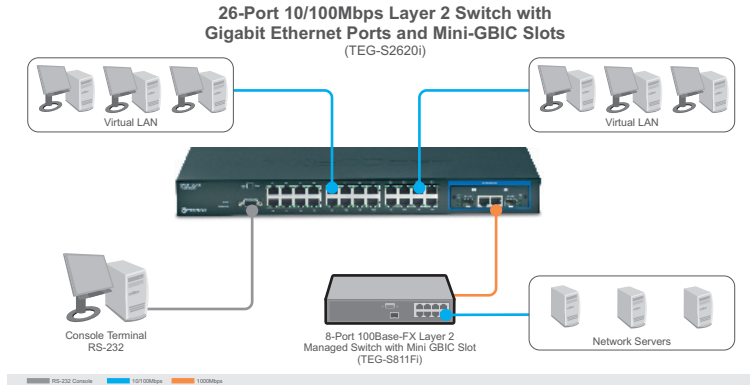 26-Port 10/100Mbps Layer 2 Switch with
Gigabit Ethernet Ports and Mini-GBIC Slots
(TEG-S2620i)
Virtual LAN
Virtual LAN
Console Terminal
RS-232
8-Port 100Base-FX Layer 2
Managed Switch with Mini GBIC Slot
(TEG-S811Fi)
Network Servers
RS-232 Console
10/100Mbps
1000Mbps